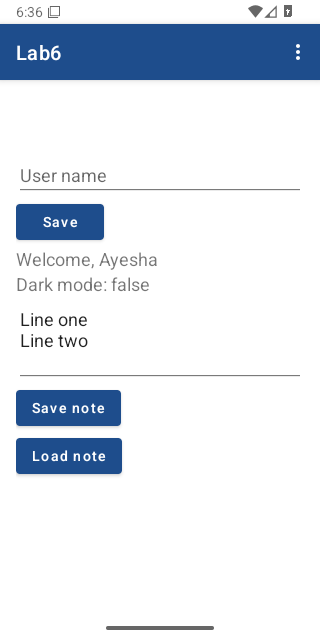 6:36
Lab6
User name
Save
Welcome, Ayesha
Dark mode: false
Line one
Line two
Save note
Load note